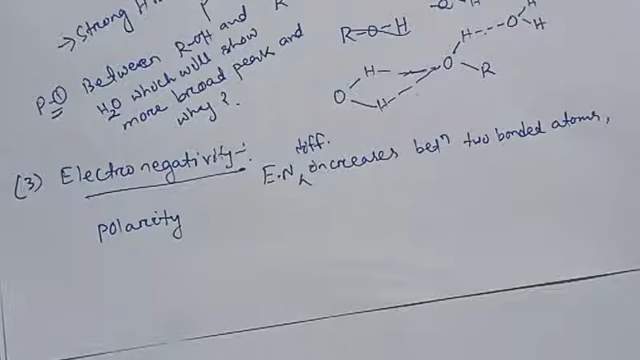 → Strong
P-① Between R-OH and
H2O which will show
more broad peak and
why?
R-O-H
H---O
H
O
R
H
O
H
(3) Electronegativity:- E.N diff. increases betn two bonded atoms,
polarity